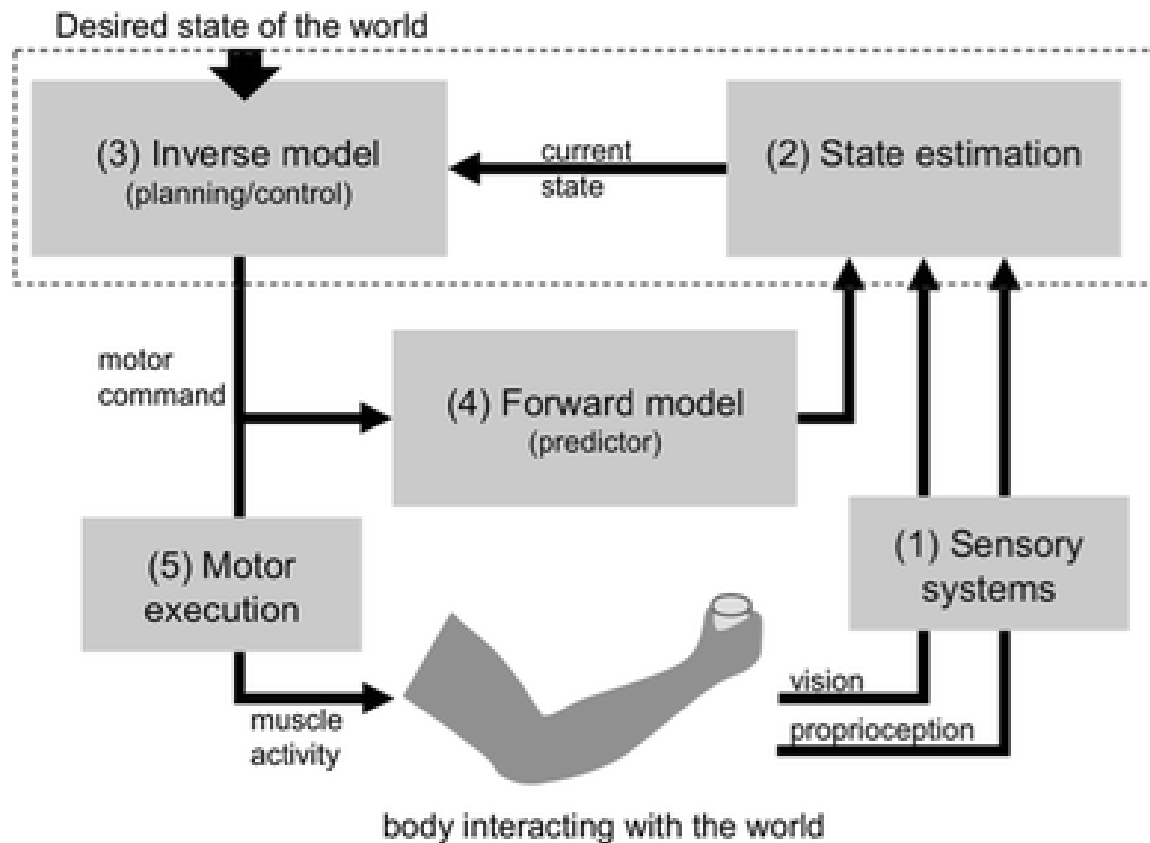 Desired state of the world
(3) Inverse model
(planning/control)
current
state
(2) State estimation
motor
command
(4) Forward model
(predictor)
(5) Motor
execution
(1) Sensory
systems
muscle
activity
vision
proprioception
body interacting with the world